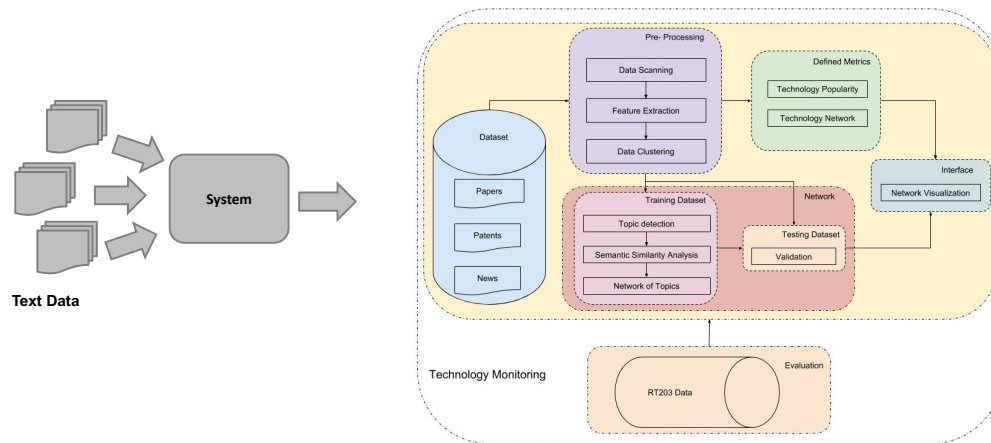 Text Data
System
Technology Monitoring
Dataset
Papers
Patents
News
Pre- Processing
Data Scanning
Feature Extraction
Data Clustering
Defined Metrics
Technology Popularity
Technology Network
Interface
Network Visualization
Network
Training Dataset
Topic detection
Semantic Similarity Analysis
Network of Topics
Testing Dataset
Validation
Evaluation
RT203 Data